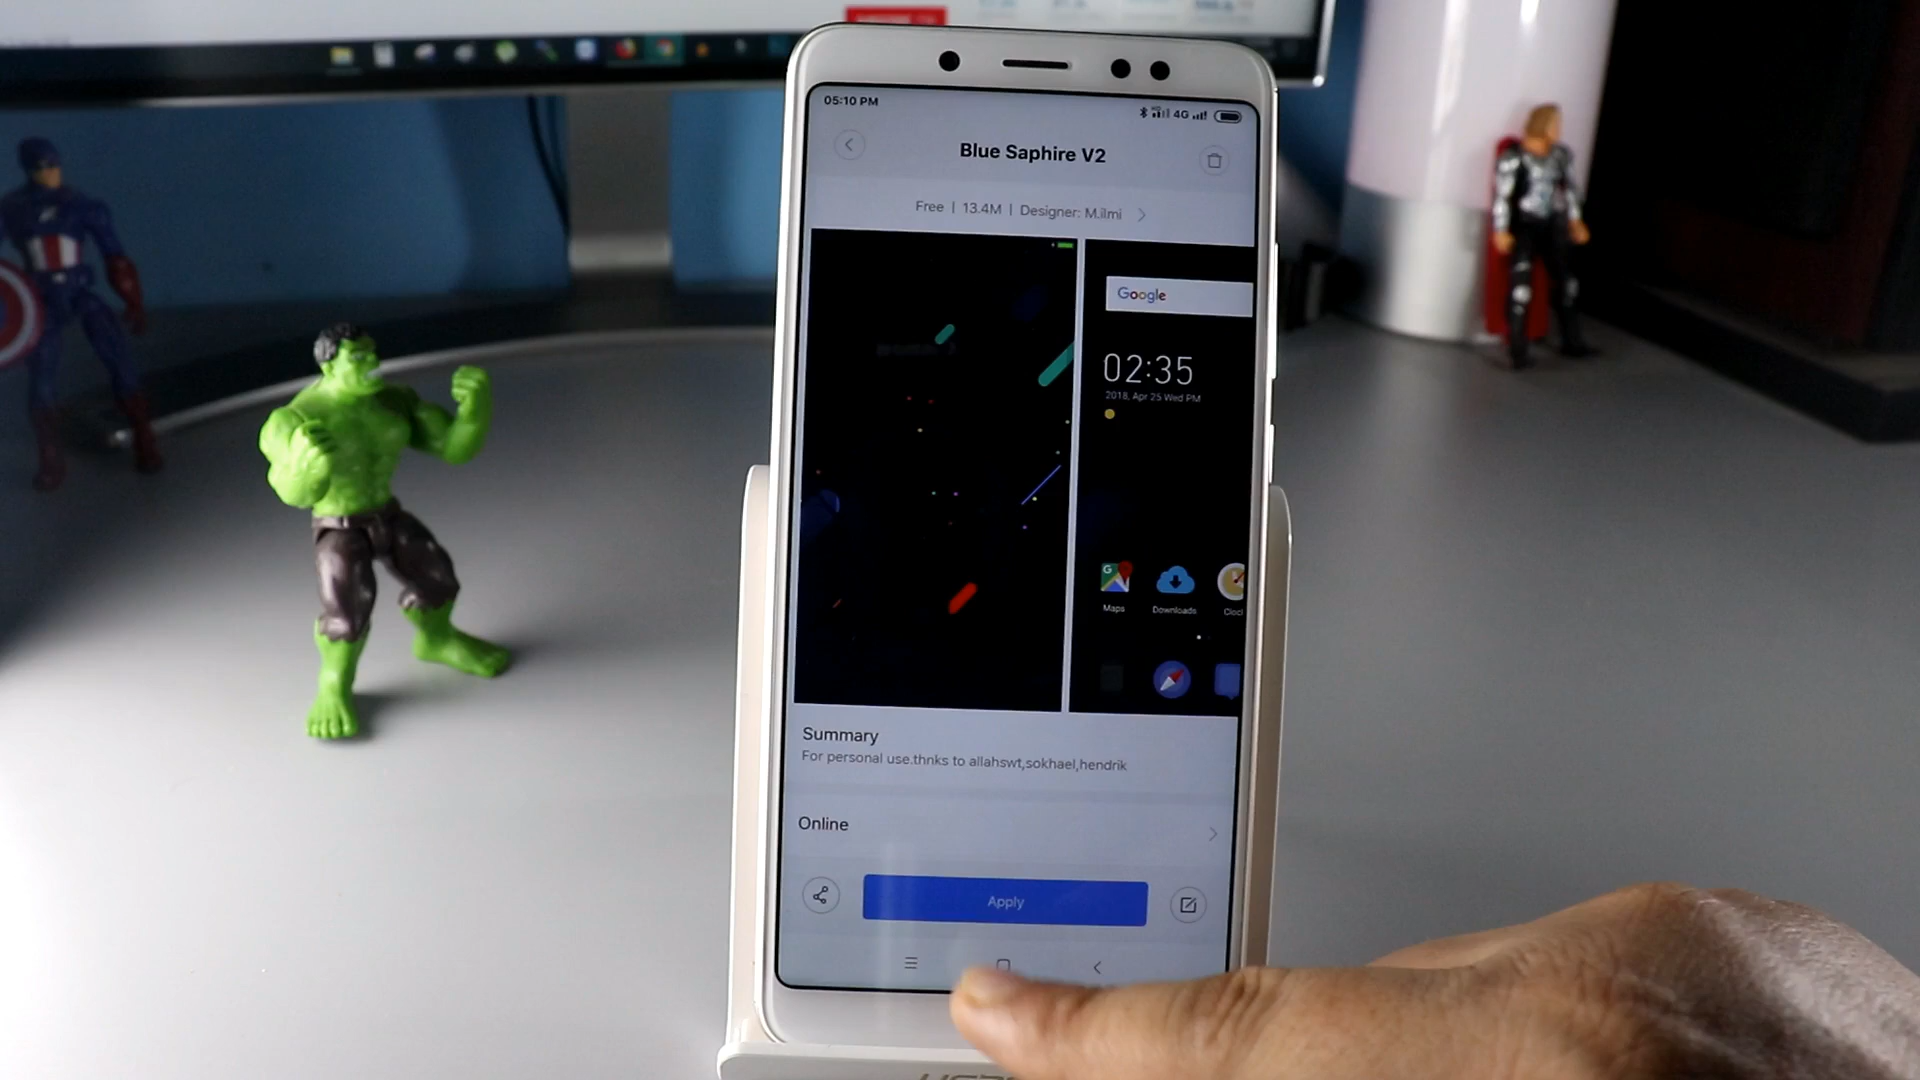 05:10 PM
4G
Blue Saphire V2
Free | 13.4M | Designer: M.ilmi
Google
02:35
2018, Apr 25 Wed PM
Maps
Downloads
Summary
For personal use.thnks to allahswt,sokhael,hendrik
Online
Apply